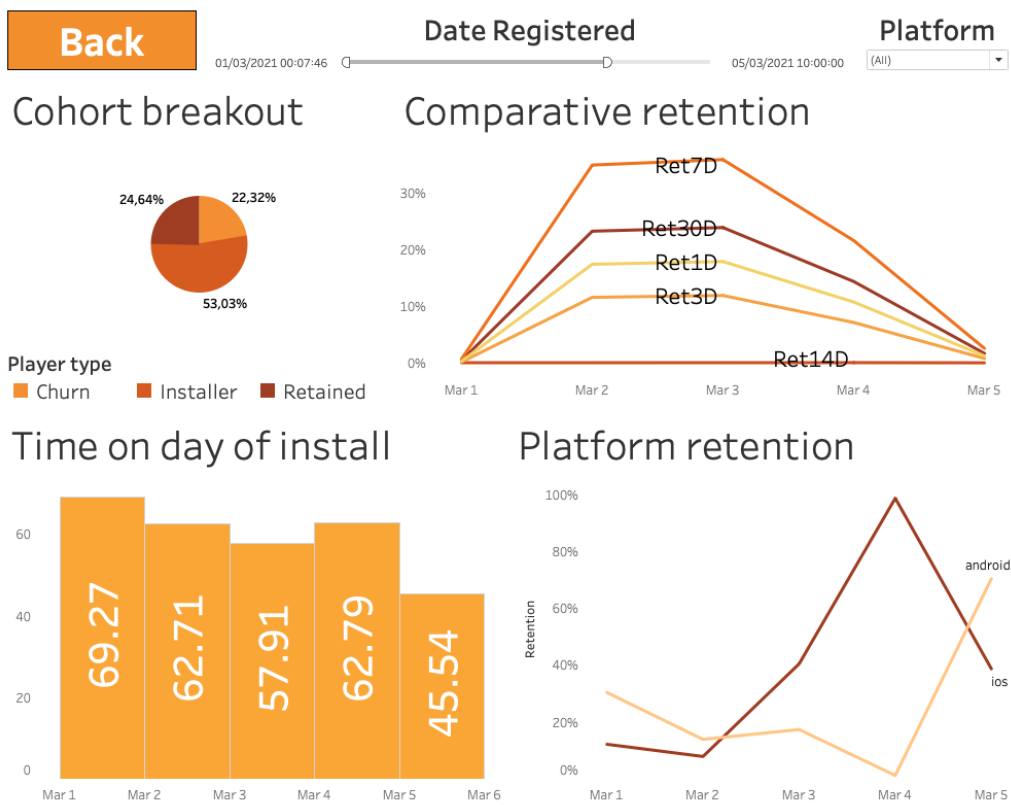 Back
Date Registered
Platform
01/03/2021 00:07:46
05/03/2021 10:00:00
(All)
Cohort breakout
24,64%
22,32%
53,03%
Player type
Churn
Installer
Retained
Comparative retention
30%
20%
10%
0%
Ret7D
Ret30D
Ret1D
Ret3D
Ret14D
Mar 1
Mar 2
Mar 3
Mar 4
Mar 5
Time on day of install
60
40
20
0
69.27
62.71
57.91
62.79
45.54
Mar 1
Mar 2
Mar 3
Mar 4
Mar 5
Mar 6
Platform retention
Retention
100%
80%
60%
40%
20%
0%
android
ios
Mar 1
Mar 2
Mar 3
Mar 4
Mar 5